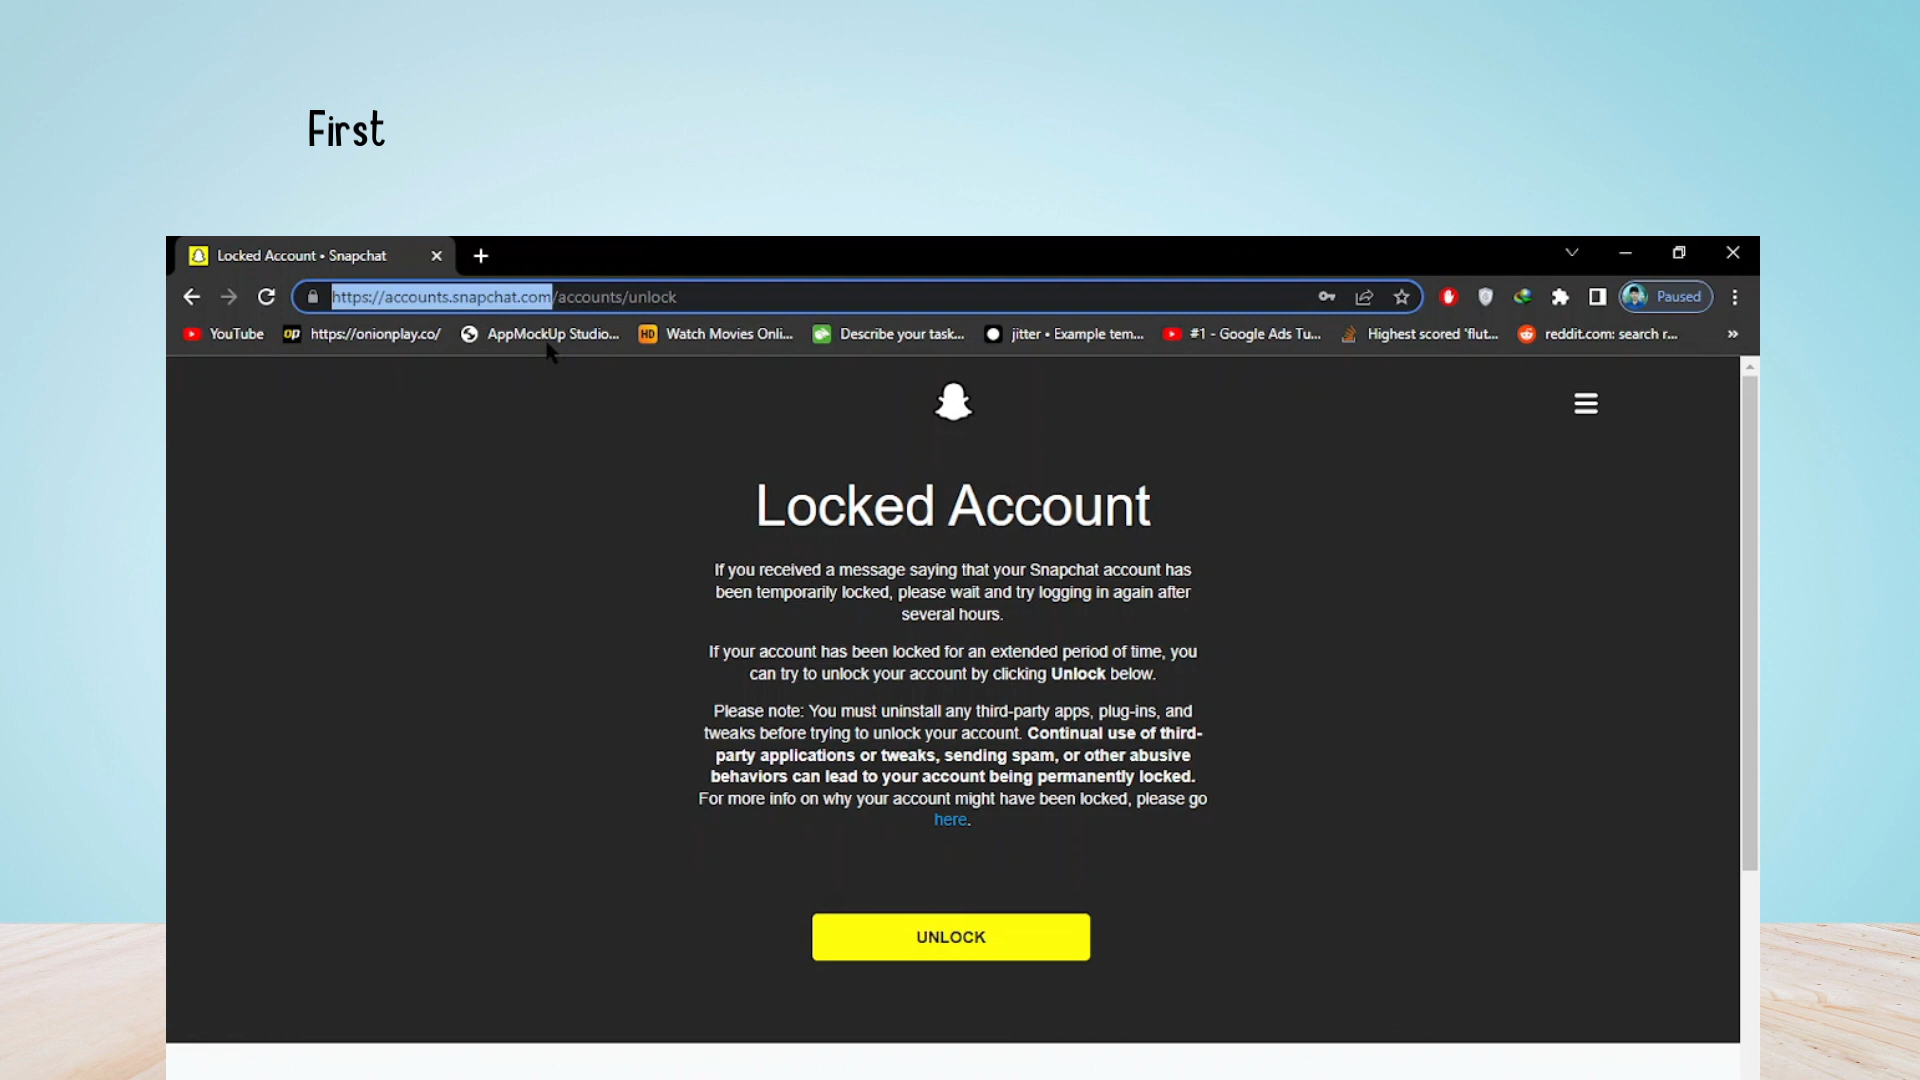 First
Locked Account • Snapchat
https://accounts.snapchat.com/accounts/unlock
Paused
YouTube
op https://onionplay.co/
AppMockUp Studio...
HD Watch Movies Onli...
Describe your task...
jitter • Example tem...
#1 - Google Ads Tu...
Highest scored 'flut...
reddit.com: search r...
Locked Account
If you received a message saying that your Snapchat account has
been temporarily locked, please wait and try logging in again after
several hours.
If your account has been locked for an extended period of time, you
can try to unlock your account by clicking Unlock below.
Please note: You must uninstall any third-party apps, plug-ins, and
tweaks before trying to unlock your account. Continual use of third-
party applications or tweaks, sending spam, or other abusive
behaviors can lead to your account being permanently locked.
For more info on why your account might have been locked, please go
here.
UNLOCK